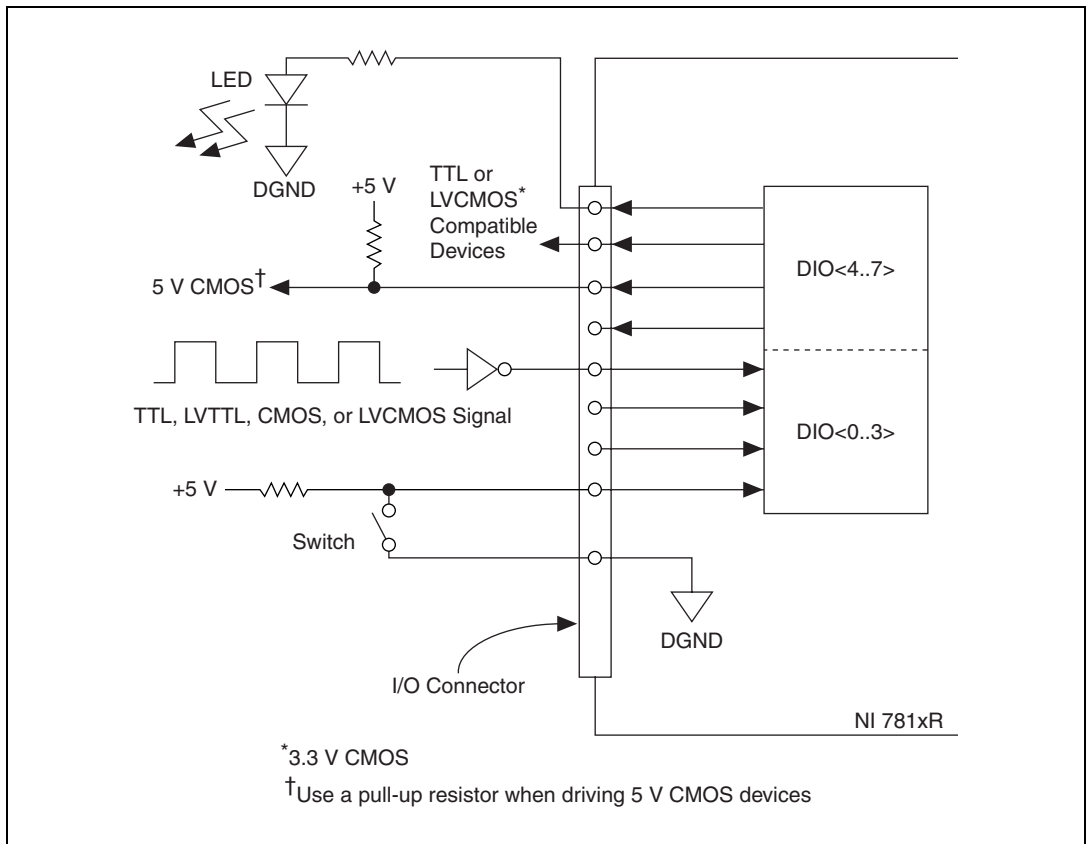 LED
DGND
+5 V
TTL or
LVCMOS*
Compatible
Devices
DIO<4..7>
5 V CMOS†
TTL, LVTTL, CMOS, or LVCMOS Signal
DIO<0..3>
+5 V
Switch
DGND
I/O Connector
NI 781xR
*3.3 V CMOS
†Use a pull-up resistor when driving 5 V CMOS devices